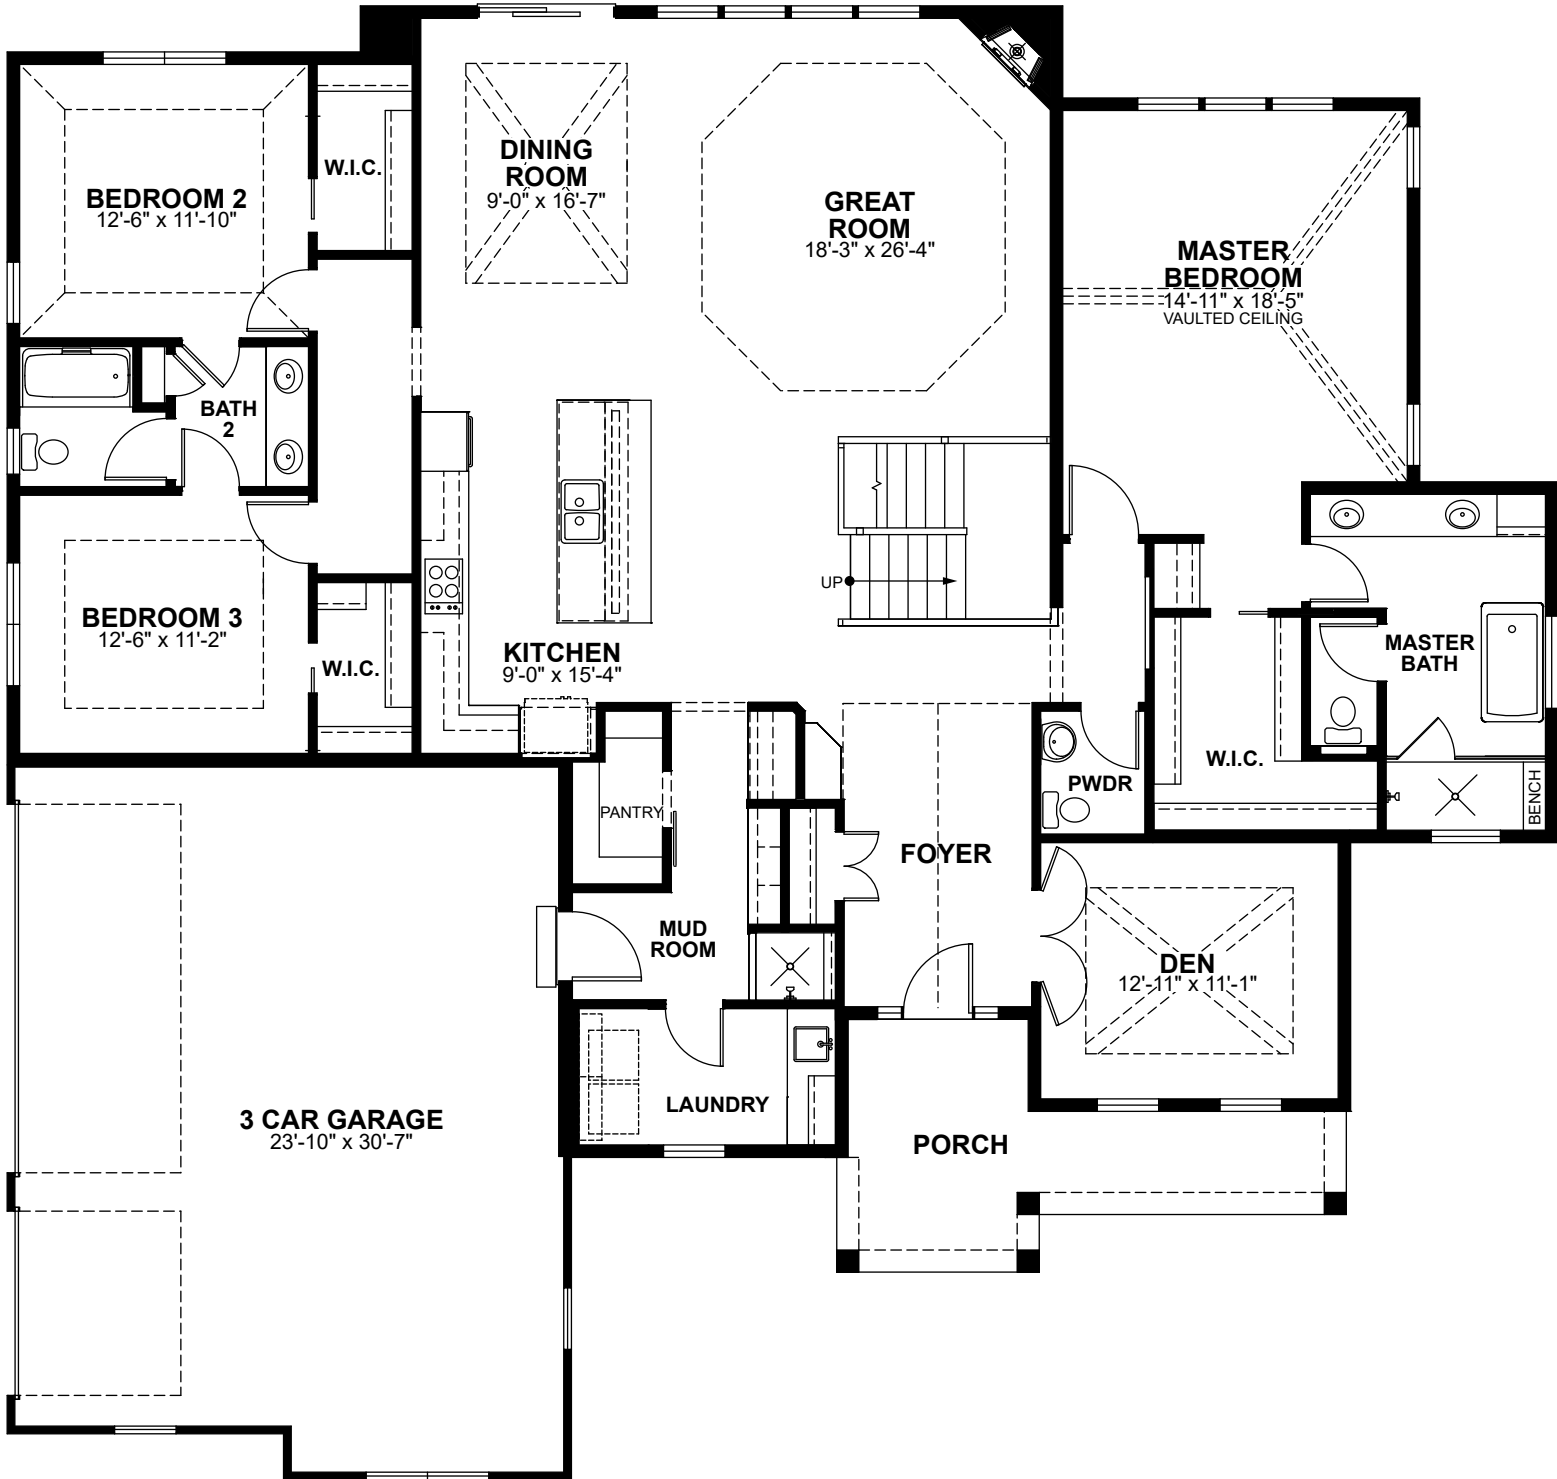 DINING
ROOM
9'-0" x 16'-7"
W.I.C.
BEDROOM 2
12'-6" x 11'-10"
GREAT
ROOM
18'-3" x 26'-4"
MASTER
BEDROOM
14'-11" x 18'-5"
VAULTED CEILING
BATH
2
UP
BEDROOM 3
12'-6" x 11'-2"
W.I.C.
KITCHEN
9'-0" x 15'-4"
MASTER
BATH
W.I.C.
PWDR
BENCH
PANTRY
FOYER
MUD
ROOM
DEN
12'-11" x 11'-1"
LAUNDRY
3 CAR GARAGE
23'-10" x 30'-7"
PORCH